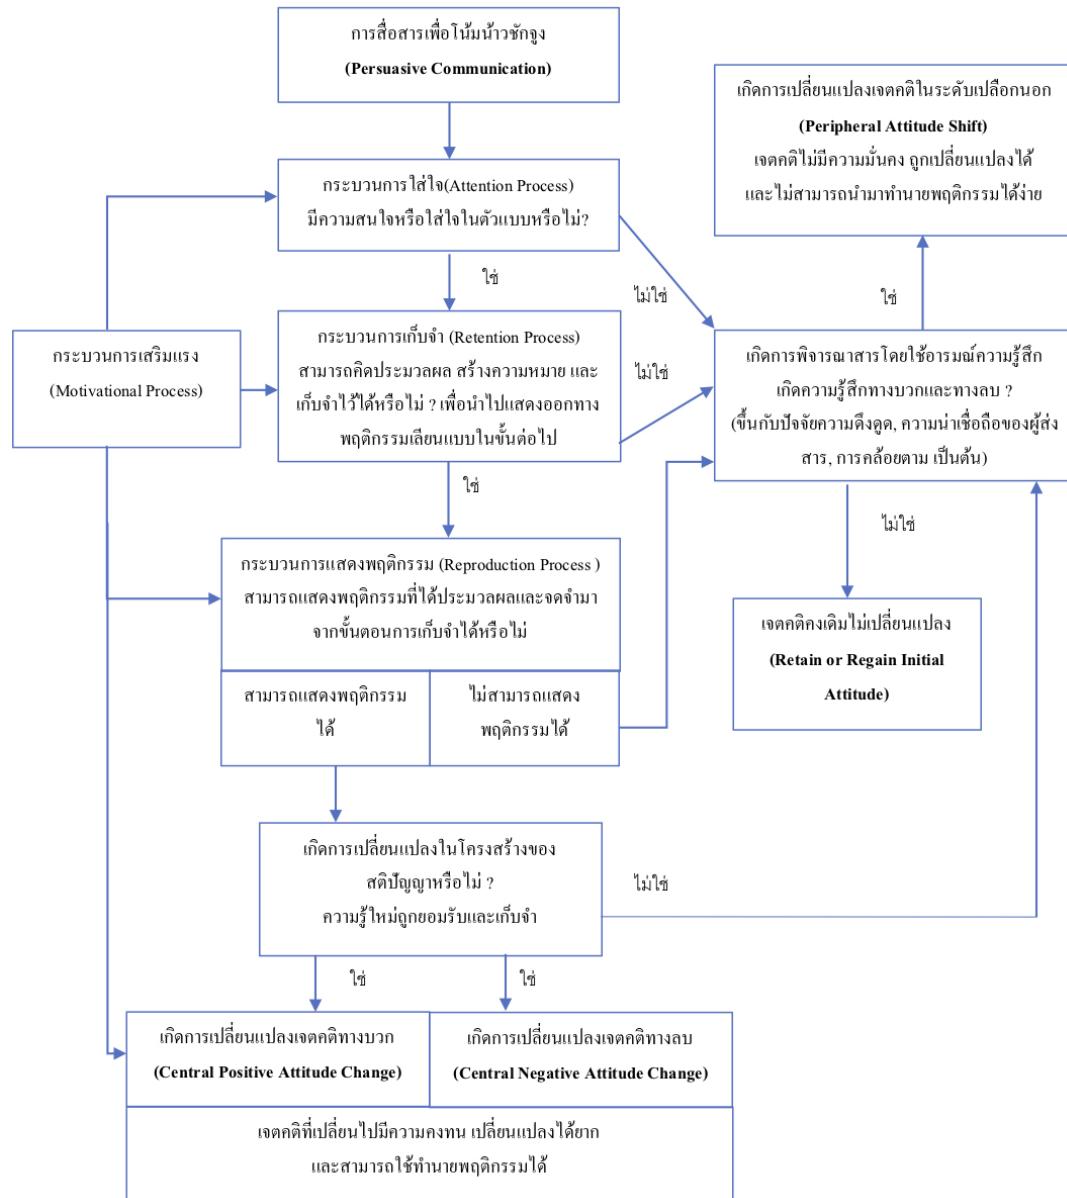 การสื่อสารเพื่อโน้มน้าวชักจูง
(Persuasive Communication)
เกิดการเปลี่ยนแปลงเจตคติในระดับเปลือกนอก
(Peripheral Attitude Shift)
เจตคติไม่มีความมั่นคง ถูกเปลี่ยนแปลงได้
และไม่สามารถนำมาทำนายพฤติกรรมได้ง่าย
กระบวนการใส่ใจ(Attention Process)
มีความสนใจหรือใส่ใจในตัวแบบหรือไม่?
ใช่
ไม่ใช่
ใช่
กระบวนการเสริมแรง
(Motivational Process)
กระบวนการเก็บจำ (Retention Process)
สามารถคิดประมวลผล สร้างความหมาย และ
เก็บจำไว้ได้หรือไม่ ? เพื่อนำไปแสดงออกทาง
พฤติกรรมเลียนแบบในขั้นต่อไป
ไม่ใช่
เกิดการพิจารณาสารโดยใช้อารมณ์ความรู้สึก
เกิดความรู้สึกทางบวกและทางลบ ?
(ขึ้นกับปัจจัยความดึงดูด, ความน่าเชื่อถือของผู้ส่ง
สาร, การคล้อยตาม เป็นต้น)
ใช่
ไม่ใช่
กระบวนการแสดงพฤติกรรม (Reproduction Process )
สามารถแสดงพฤติกรรมที่ได้ประมวลผลและจดจำมา
จากขั้นตอนการเก็บจำได้หรือไม่
สามารถแสดงพฤติกรรม
ได้
ไม่สามารถแสดง
พฤติกรรมได้
เจตคติคงเดิมไม่เปลี่ยนแปลง
(Retain or Regain Initial
Attitude)
เกิดการเปลี่ยนแปลงในโครงสร้างของ
สติปัญญาหรือไม่ ?
ความรู้ใหม่ถูกยอมรับและเก็บจำ
ไม่ใช่
ใช่
ใช่
เกิดการเปลี่ยนแปลงเจตคติทางบวก
(Central Positive Attitude Change)
เกิดการเปลี่ยนแปลงเจตคติทางลบ
(Central Negative Attitude Change)
เจตคติที่เปลี่ยนไปมีความคงทน เปลี่ยนแปลงได้ยาก
และสามารถใช้ทำนายพฤติกรรมได้